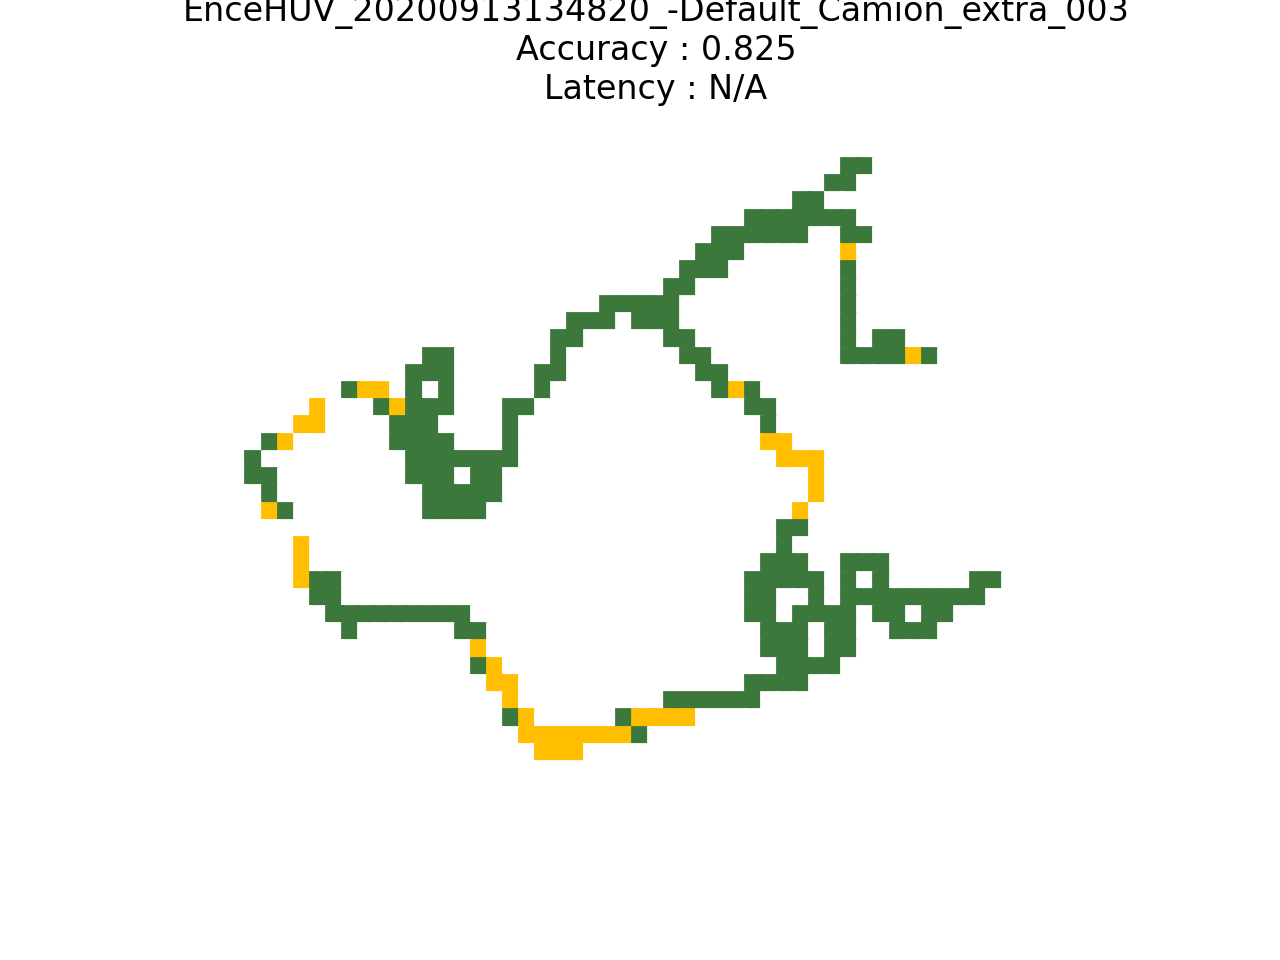 EnceHUV_20200913134820_-Default_Camion_extra_003
Accuracy : 0.825
Latency : N/A